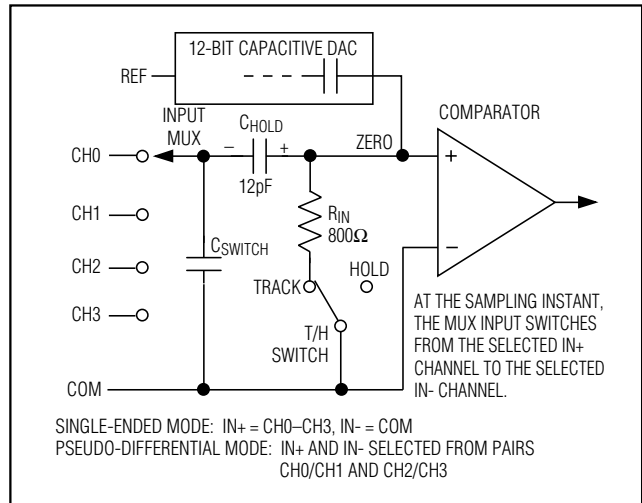 12-BIT CAPACITIVE DAC
REF
COMPARATOR
INPUT
MUX
CHOLD
ZERO
CH0
− +
+
12pF
RIN
800Ω
CH1
CSWITCH
−
HOLD
CH2
TRACK
AT THE SAMPLING INSTANT,
THE MUX INPUT SWITCHES
FROM THE SELECTED IN+
CHANNEL TO THE SELECTED
IN- CHANNEL.
CH3
T/H
SWITCH
COM
SINGLE-ENDED MODE: IN+ = CH0–CH3, IN- = COM
PSEUDO-DIFFERENTIAL MODE: IN+ AND IN- SELECTED FROM PAIRS
CH0/CH1 AND CH2/CH3